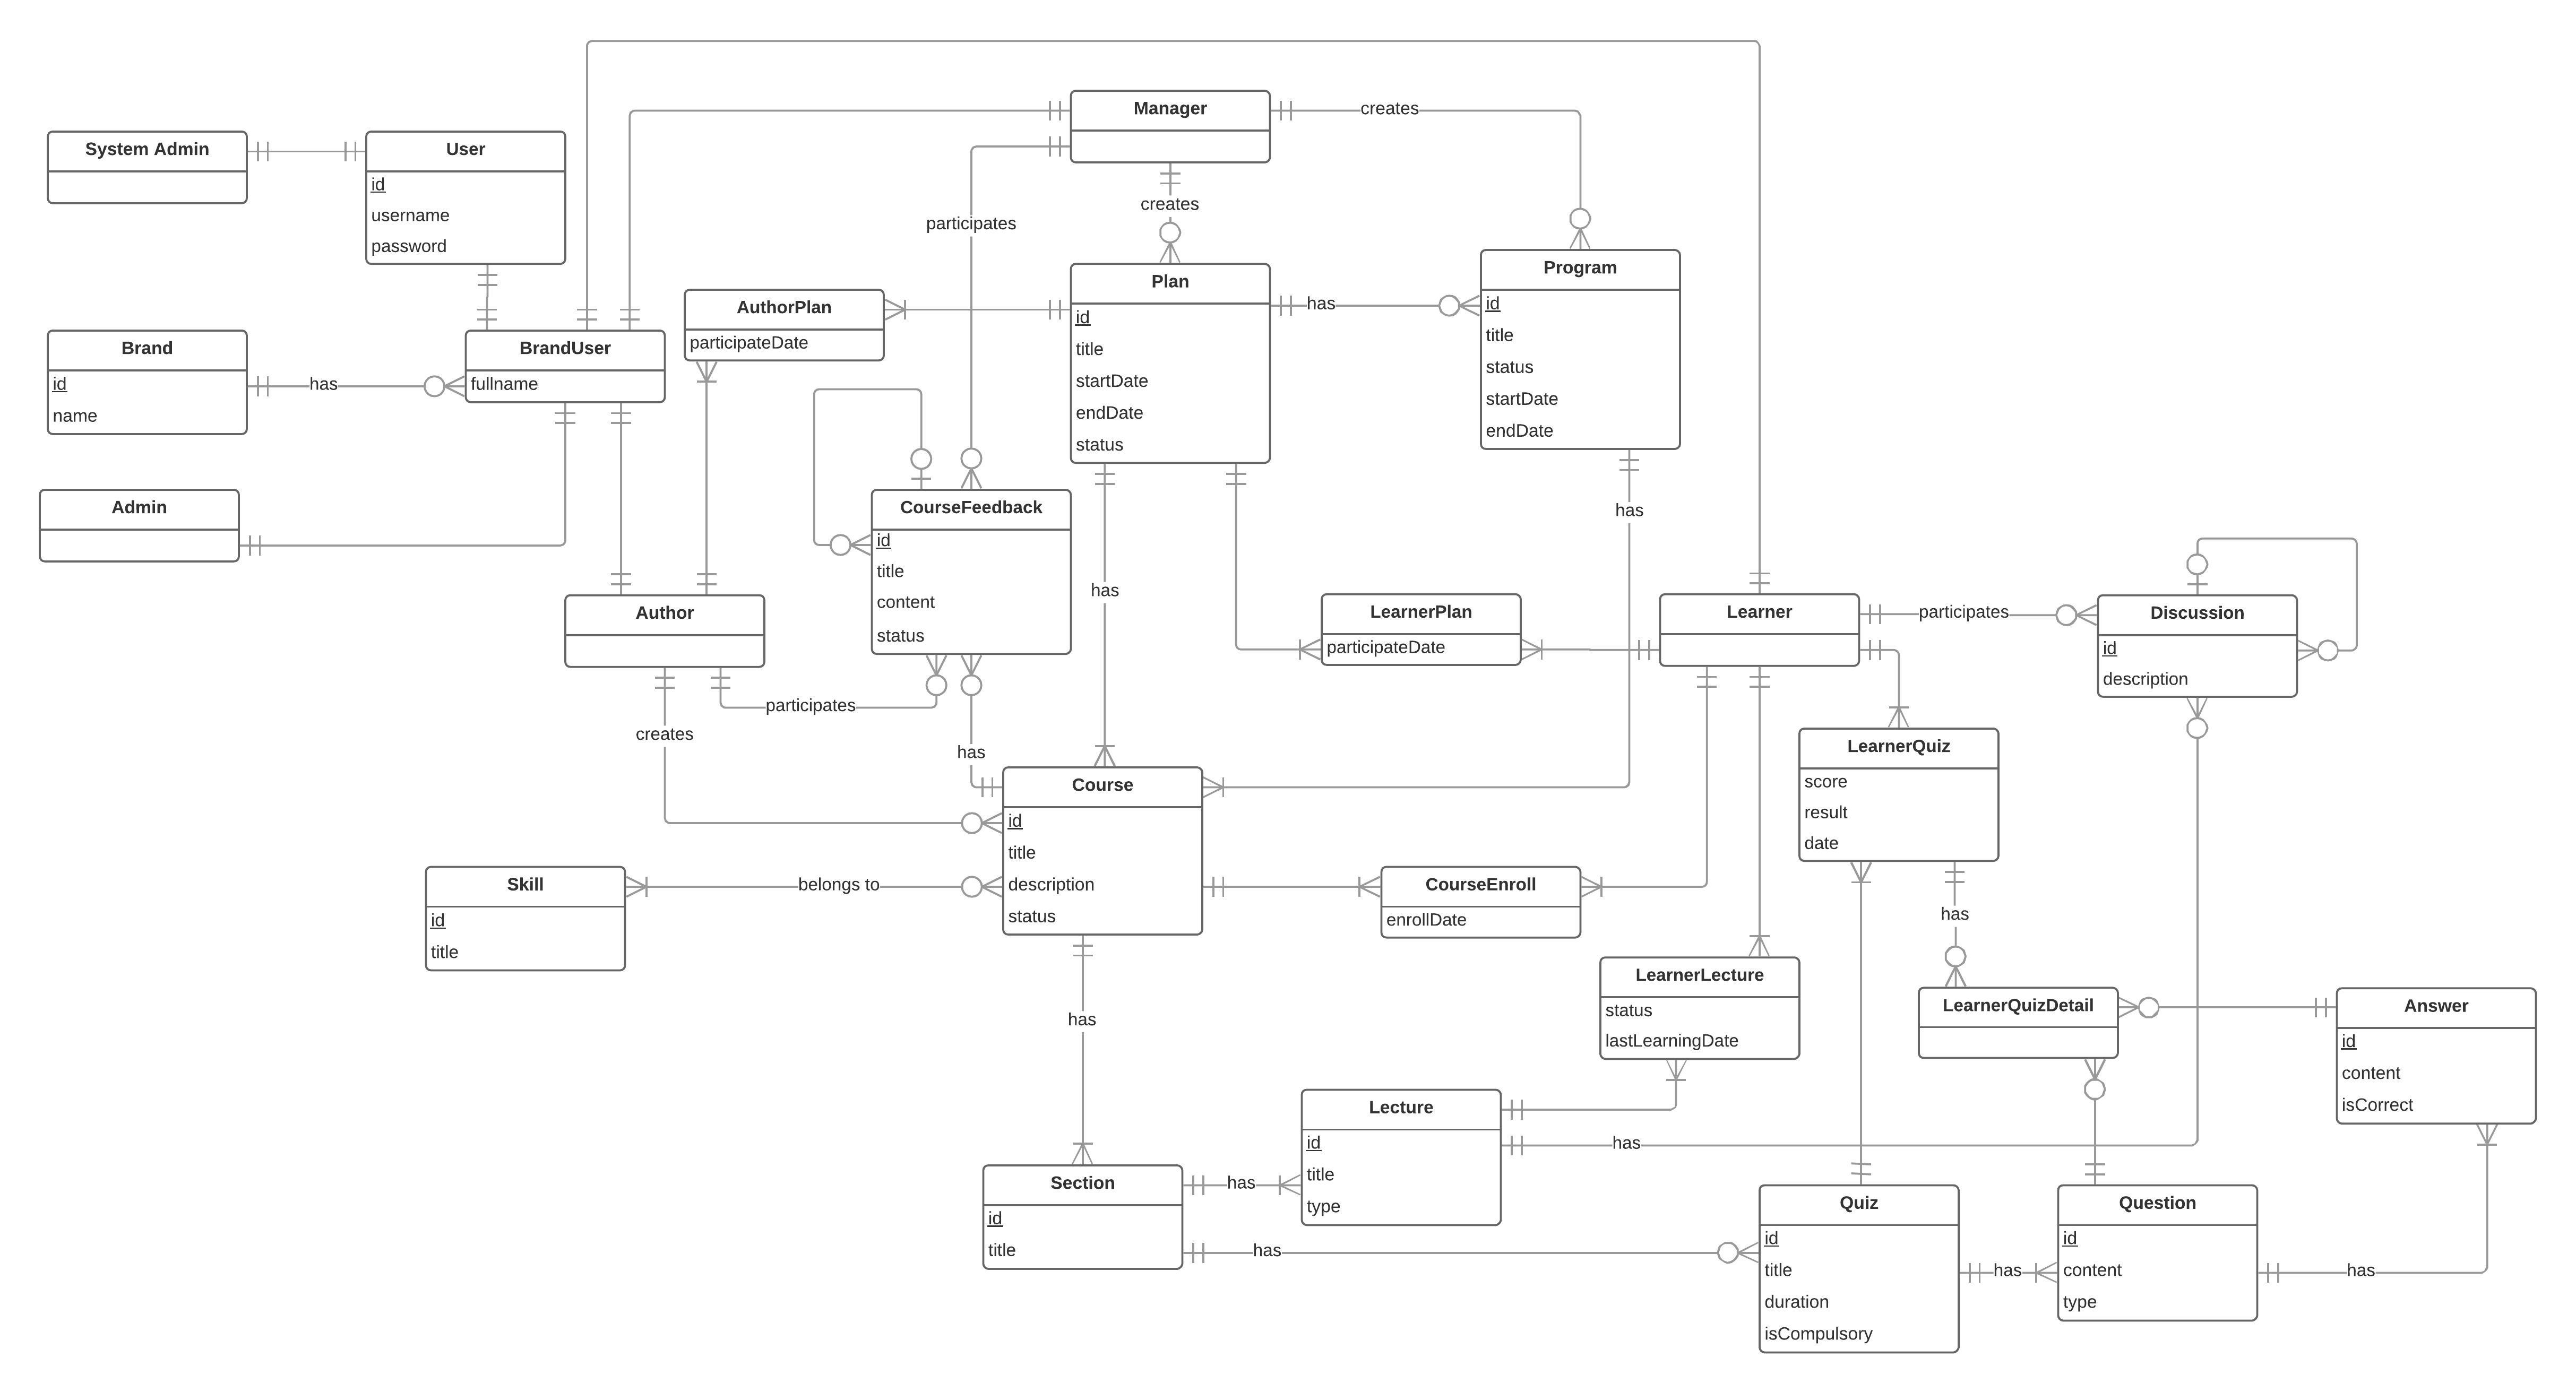 Manager
creates
System Admin
User
id
username
password
creates
participates
Program
id
title
status
startDate
endDate
Plan
id
title
startDate
endDate
status
has
AuthorPlan
participateDate
Brand
id
name
has
BrandUser
fullname
Admin
CourseFeedback
id
title
content
status
has
has
Author
LearnerPlan
participateDate
Learner
participates
Discussion
id
description
participates
creates
has
LearnerQuiz
score
result
date
Course
id
title
description
status
Skill
id
title
belongs to
CourseEnroll
enrollDate
has
LearnerLecture
status
lastLearningDate
LearnerQuizDetail
Answer
id
content
isCorrect
has
Lecture
id
title
type
has
Section
id
title
has
has
Quiz
id
title
duration
isCompulsory
has
Question
id
content
type
has